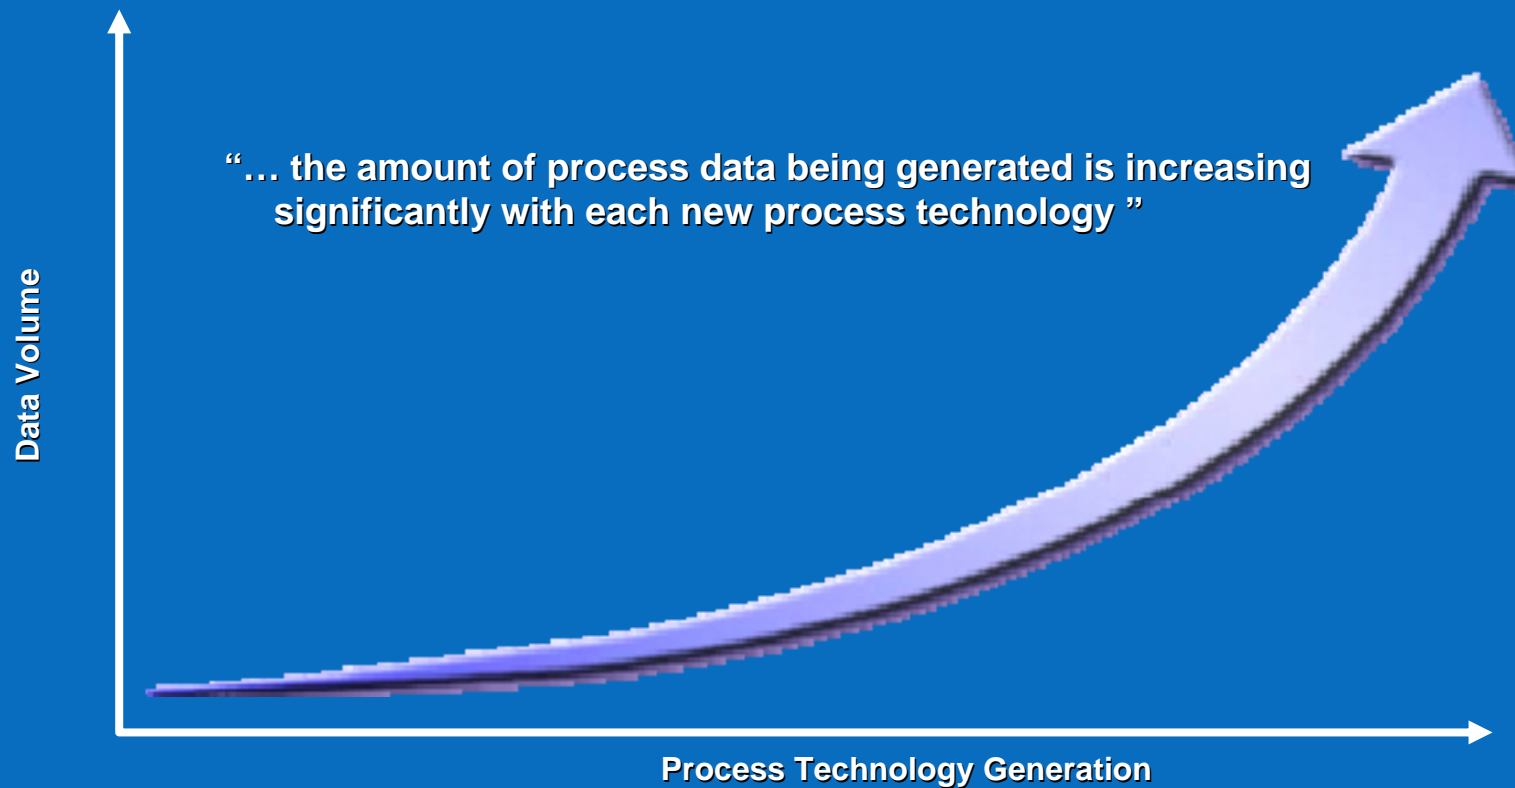 “… the amount of process data being generated is increasing
significantly with each new process technology ”
Data Volume
Process Technology Generation